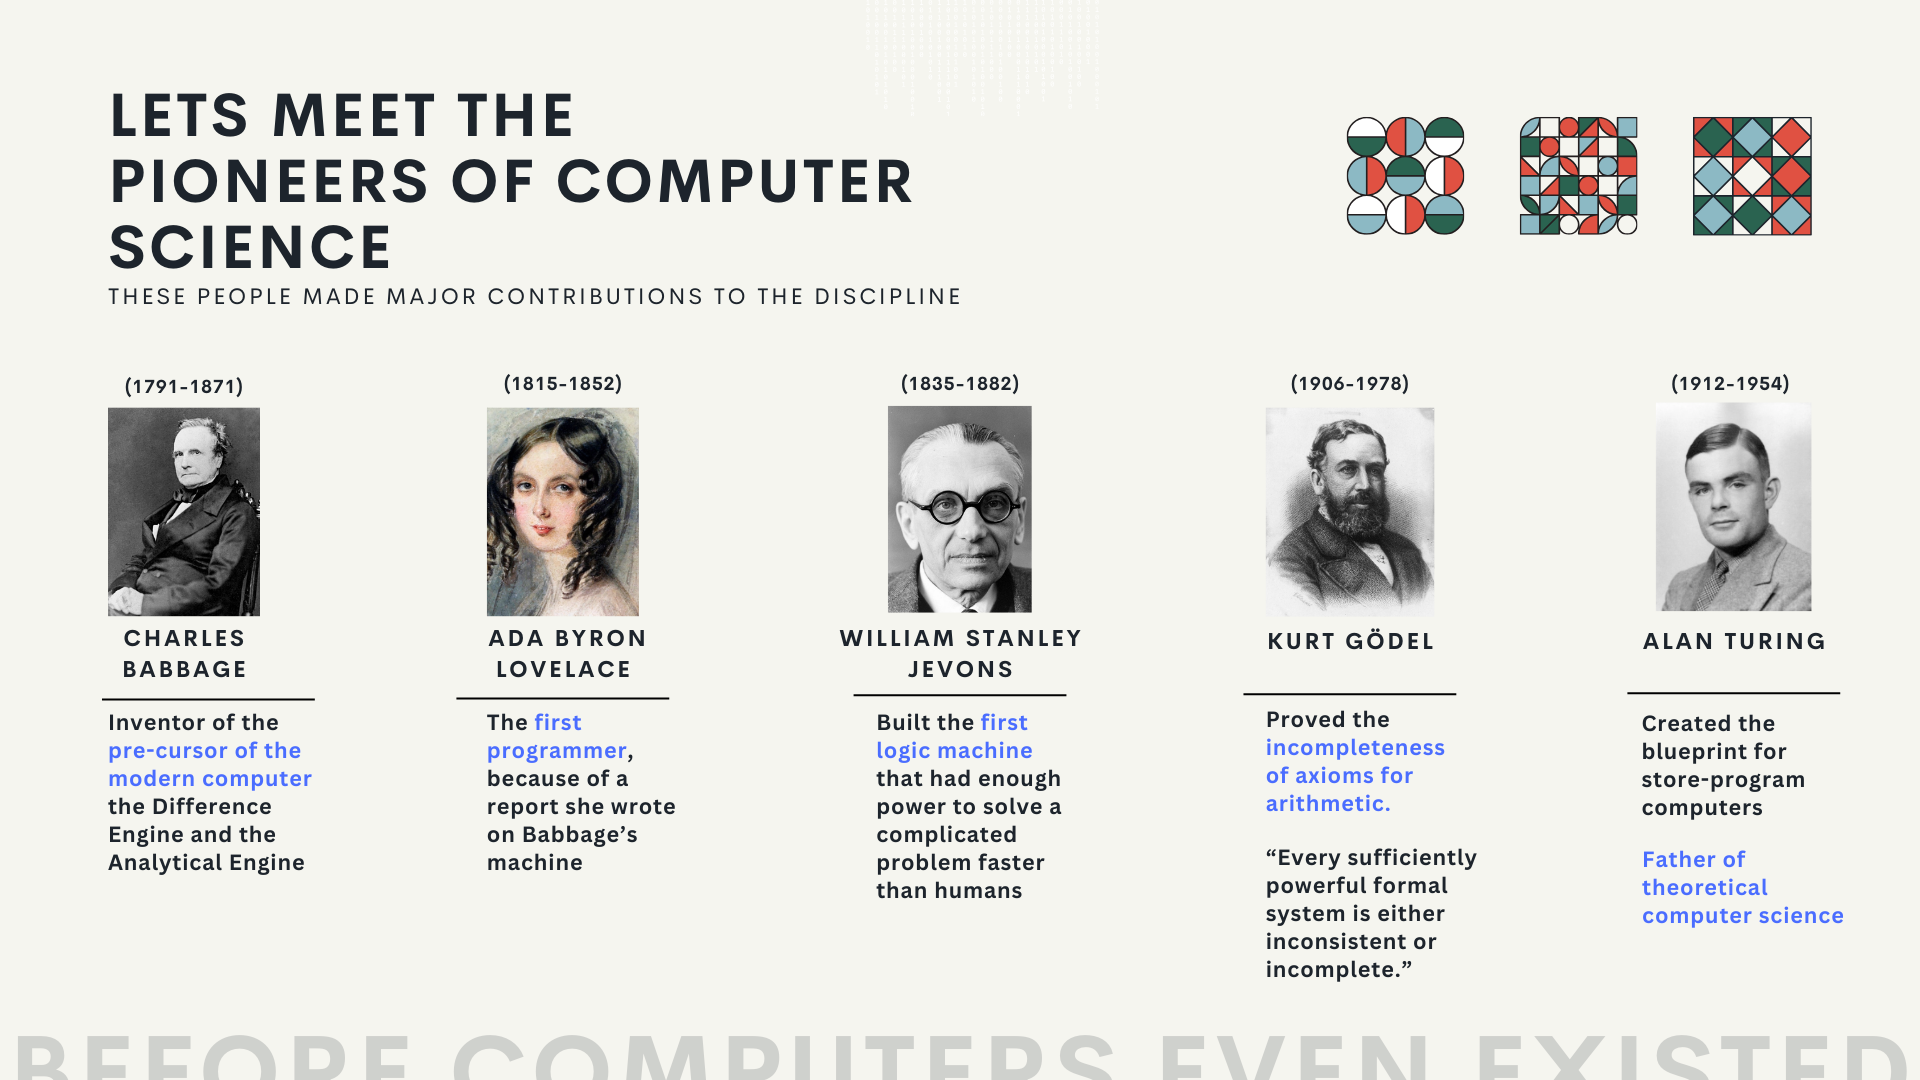 LETS MEET THE
PIONEERS OF COMPUTER
SCIENCE
THESE PEOPLE MADE MAJOR CONTRIBUTIONS TO THE DISCIPLINE
(1791-1871)
CHARLES
BABBAGE
Inventor of the
pre-cursor of the
modern computer
the Difference
Engine and the
Analytical Engine
(1815-1852)
ADA BYRON
LOVELACE
The first
programmer,
because of a
report she wrote
on Babbage’s
machine
(1835-1882)
WILLIAM STANLEY
JEVONS
Built the first
logic machine
that had enough
power to solve a
complicated
problem faster
than humans
(1906-1978)
KURT GÖDEL
Proved the
incompleteness
of axioms for
arithmetic.
“Every sufficiently
powerful formal
system is either
inconsistent or
incomplete.”
(1912-1954)
ALAN TURING
Created the
blueprint for
store-program
computers
Father of
theoretical
computer science
BEFORE COMPUTERS EVEN EXISTED